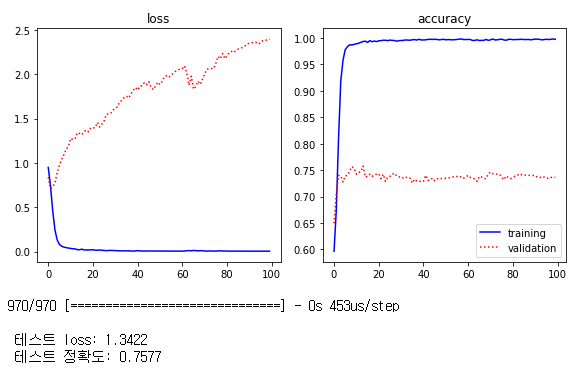 loss
accuracy
2.5
2.0
1.5
1.0
0.5
0.0
0 20 40 60 80 100
1.00
0.95
0.90
0.85
0.80
0.75
0.70
0.65
0.60
0 20 40 60 80 100
training
validation
970/970 [==============================] - 0s 453us/step
테스트 loss: 1.3422
테스트 정확도: 0.7577